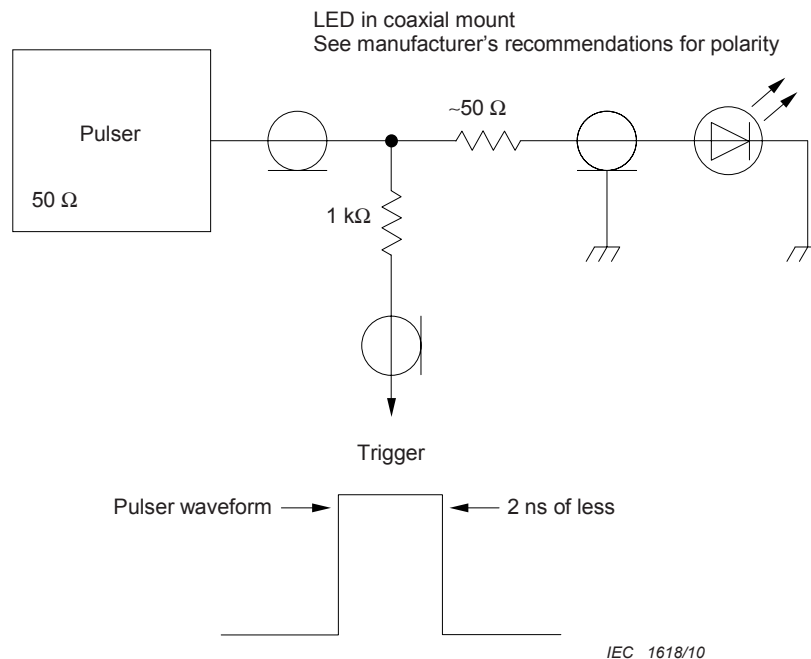 LED in coaxial mount
See manufacturer's recommendations for polarity
Pulser
50 Ω
~50 Ω
1 kΩ
Trigger
Pulser waveform
2 ns of less
IEC 1618/10